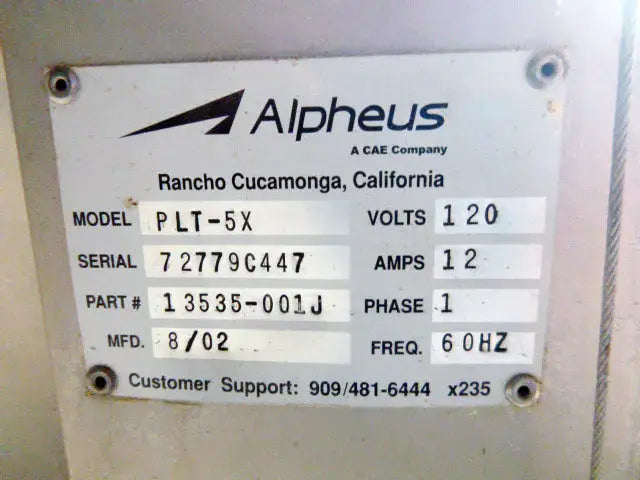 Alpheus
A CAE Company
Rancho Cucamonga, California
MODEL PLT-5X VOLTS 120
SERIAL 72779C447 AMPS 12
PART # 13535-001J PHASE 1
MFD. 8/02 FREQ. 60HZ
Customer Support: 909/481-6444 x235